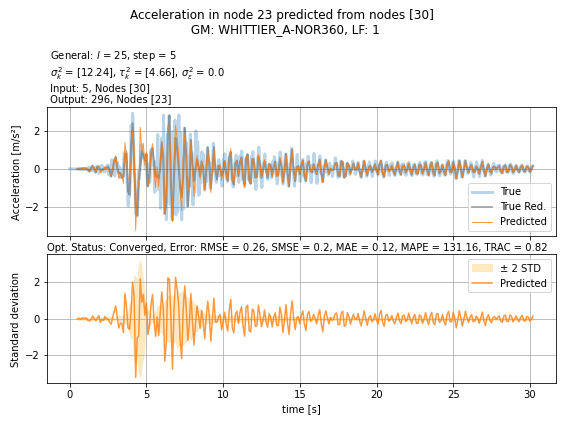 Acceleration in node 23 predicted from nodes [30]
GM: WHITTIER_A-NOR360, LF: 1
General: l = 25, step = 5
σ²ₖ = [12.24], τ²ₖ = [4.66], σ²ε = 0.0
Input: 5, Nodes [30]
Output: 296, Nodes [23]
Acceleration [m/s²]
2
0
−2
True
True Red.
Predicted
Opt. Status: Converged, Error: RMSE = 0.26, SMSE = 0.2, MAE = 0.12, MAPE = 131.16, TRAC = 0.82
Standard deviation
2
0
−2
± 2 STD
Predicted
0 5 10 15 20 25 30
time [s]